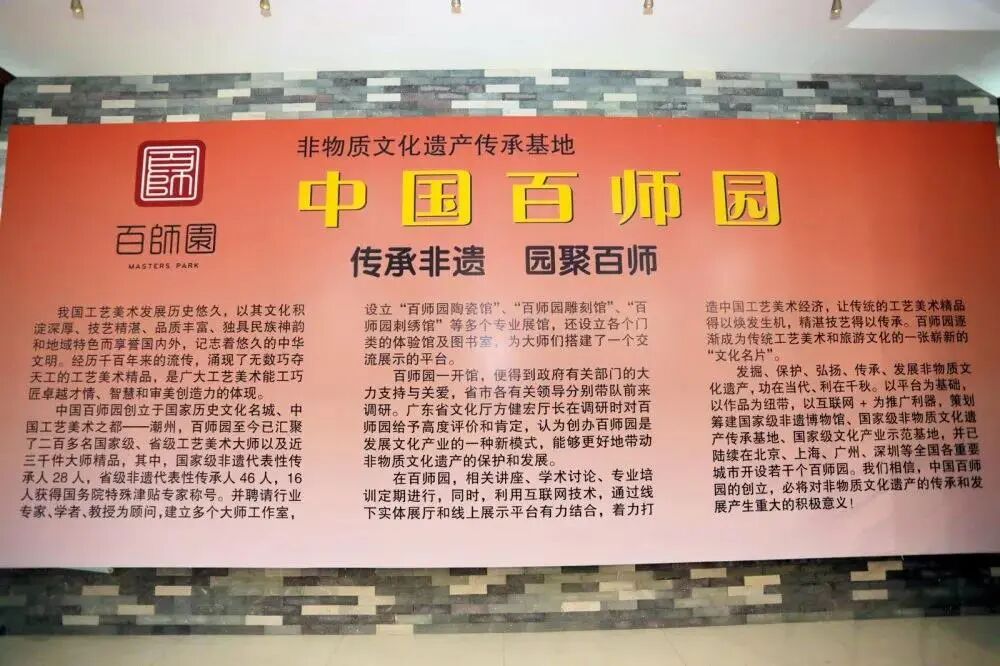 非物质文化遗产传承基地
中国百师园
百師園
MASTERS PARK
传承非遗 园聚百师
我国工艺美术发展历史悠久，以其文化积
淀深厚、技艺精湛、品质丰富、独具民族神韵
和地域特色而享誉国内外，记志着悠久的中华
文明。经历千百年来的流传，涌现了无数巧夺
天工的工艺美术精品，是广大工艺美术能工巧
匠卓越才情、智慧和审美创造力的体现。
中国百师园创立于国家历史文化名城、中
国工艺美术之都——潮州，百师园至今已汇聚
了二百多名国家级、省级工艺美术大师以及近
三千件大师精品，其中，国家级非遗代表性传
承人28人，省级非遗代表性传承人46人，16
人获得国务院特殊津贴专家称号。并聘请行业
专家、学者、教授为顾问，建立多个大师工作室，
设立“百师园陶瓷馆”、“百师园雕刻馆”、“百
师园刺绣馆”等多个专业展馆，还设立各个门
类的体验馆及图书室，为大师们搭建了一个交
流展示的平台。
百师园一开馆，便得到政府有关部门的大
力支持与关爱，省市各有关领导分别带队前来
调研。广东省文化厅方健宏厅长在调研时对百
师园给予高度评价和肯定，认为创办百师园是
发展文化产业的一种新模式，能够更好地带动
非物质文化遗产的保护和发展。
在百师园，相关讲座、学术讨论、专业培
训定期进行，同时，利用互联网技术，通过线
下实体展厅和线上展示平台有力结合，着力打
造中国工艺美术经济，让传统的工艺美术精品
得以焕发生机，精湛技艺得以传承。百师园逐
渐成为传统工艺美术和旅游文化的一张崭新的
“文化名片”。
发掘、保护、弘扬、传承、发展非物质文
化遗产，功在当代、利在千秋。以平台为基础，
以作品为纽带，以互联网+为推广利器，策划
筹建国家级非遗博物馆、国家级非物质文化遗
产传承基地、国家级文化产业示范基地，并已
陆续在北京、上海、广州、深圳等全国各重要
城市开设若干个百师园。我们相信，中国百师
园的创立，必将对非物质文化遗产的传承和发
展产生重大的积极意义！